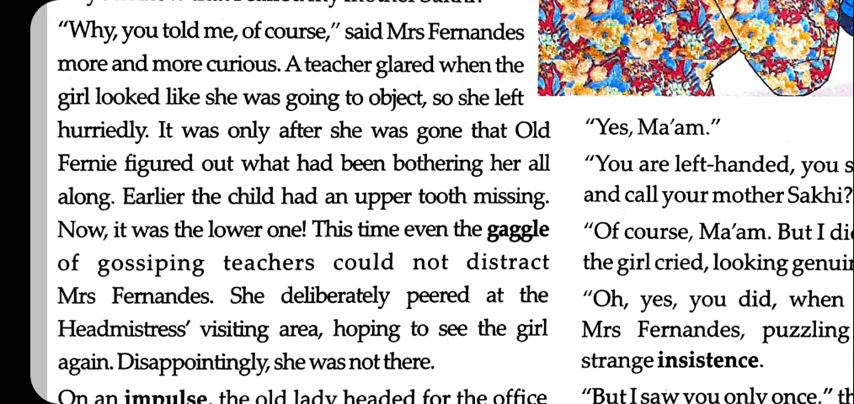 “Why, you told me, of course,” said Mrs Fernandes
more and more curious. A teacher glared when the
girl looked like she was going to object, so she left
hurriedly. It was only after she was gone that Old
Fernie figured out what had been bothering her all
along. Earlier the child had an upper tooth missing.
Now, it was the lower one! This time even the gaggle
of gossiping teachers could not distract
Mrs Fernandes. She deliberately peered at the
Headmistress’ visiting area, hoping to see the girl
again. Disappointingly, she was not there.
On an impulse, the old lady headed for the office
“Yes, Ma’am.”
“You are left-handed, you
and call your mother Sakhi?
“Of course, Ma’am. But I
the girl cried, looking
“Oh, yes, you did, when
Mrs Fernandes, puzzling
strange insistence.
“But I saw you only once,”